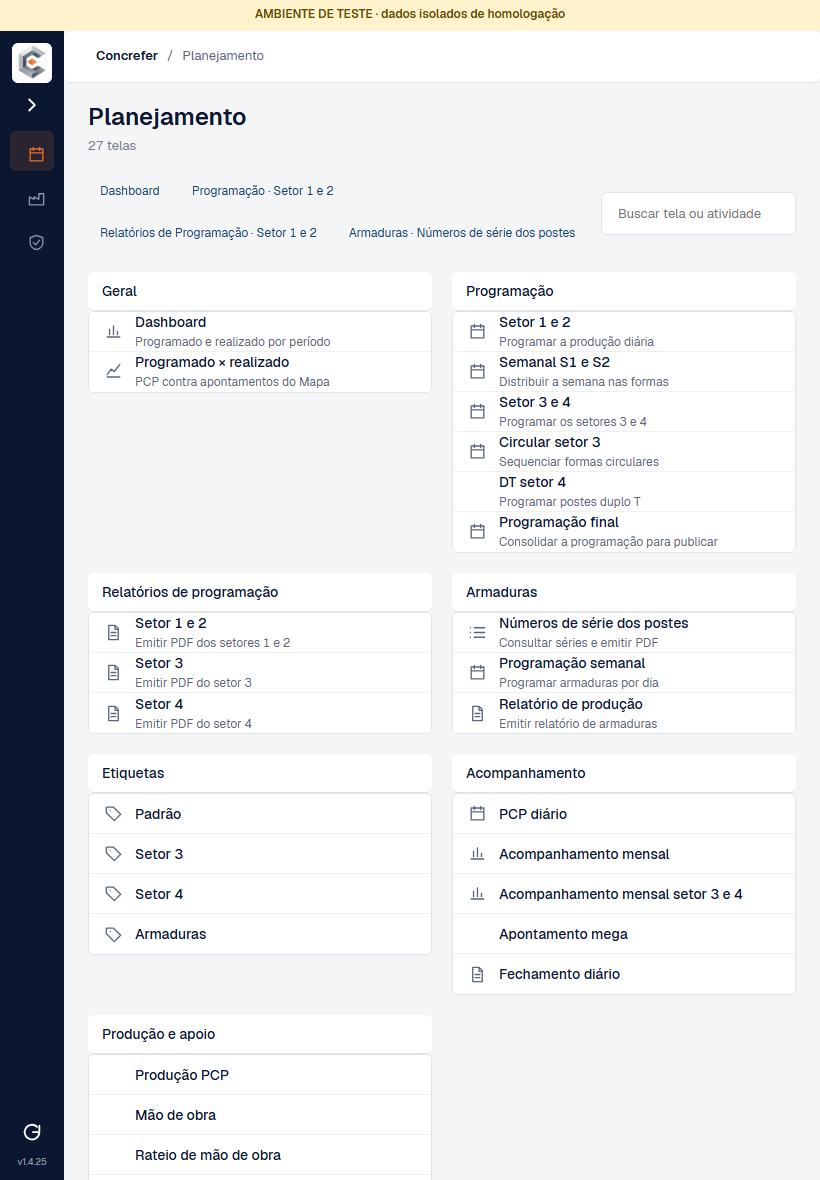 AMBIENTE DE TESTE · dados isolados de homologação
Concrefer / Planejamento
Planejamento
27 telas
Dashboard
Programação · Setor 1 e 2
Relatórios de Programação · Setor 1 e 2
Armaduras · Números de série dos postes
Buscar tela ou atividade
Geral
Dashboard
Programado e realizado por período
Programado × realizado
PCP contra apontamentos do Mapa
Programação
Setor 1 e 2
Programar a produção diária
Semanal S1 e S2
Distribuir a semana nas formas
Setor 3 e 4
Programar os setores 3 e 4
Circular setor 3
Sequenciar formas circulares
DT setor 4
Programar postes duplo T
Programação final
Consolidar a programação para publicar
Relatórios de programação
Setor 1 e 2
Emitir PDF dos setores 1 e 2
Setor 3
Emitir PDF do setor 3
Setor 4
Emitir PDF do setor 4
Armaduras
Números de série dos postes
Consultar séries e emitir PDF
Programação semanal
Programar armaduras por dia
Relatório de produção
Emitir relatório de armaduras
Etiquetas
Padrão
Setor 3
Setor 4
Armaduras
Acompanhamento
PCP diário
Acompanhamento mensal
Acompanhamento mensal setor 3 e 4
Apontamento mega
Fechamento diário
Produção e apoio
Produção PCP
Mão de obra
Rateio de mão de obra
v1.4.25